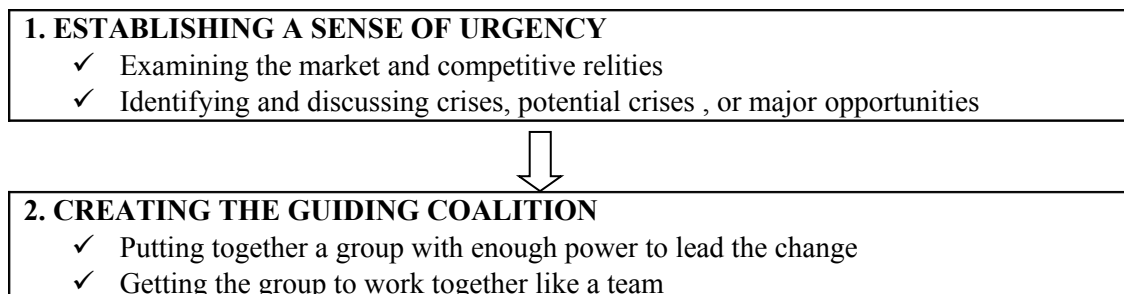 1. ESTABLISHING A SENSE OF URGENCY
✓ Examining the market and competitive relities
✓ Identifying and discussing crises, potential crises , or major opportunities
2. CREATING THE GUIDING COALITION
✓ Putting together a group with enough power to lead the change
✓ Getting the group to work together like a team